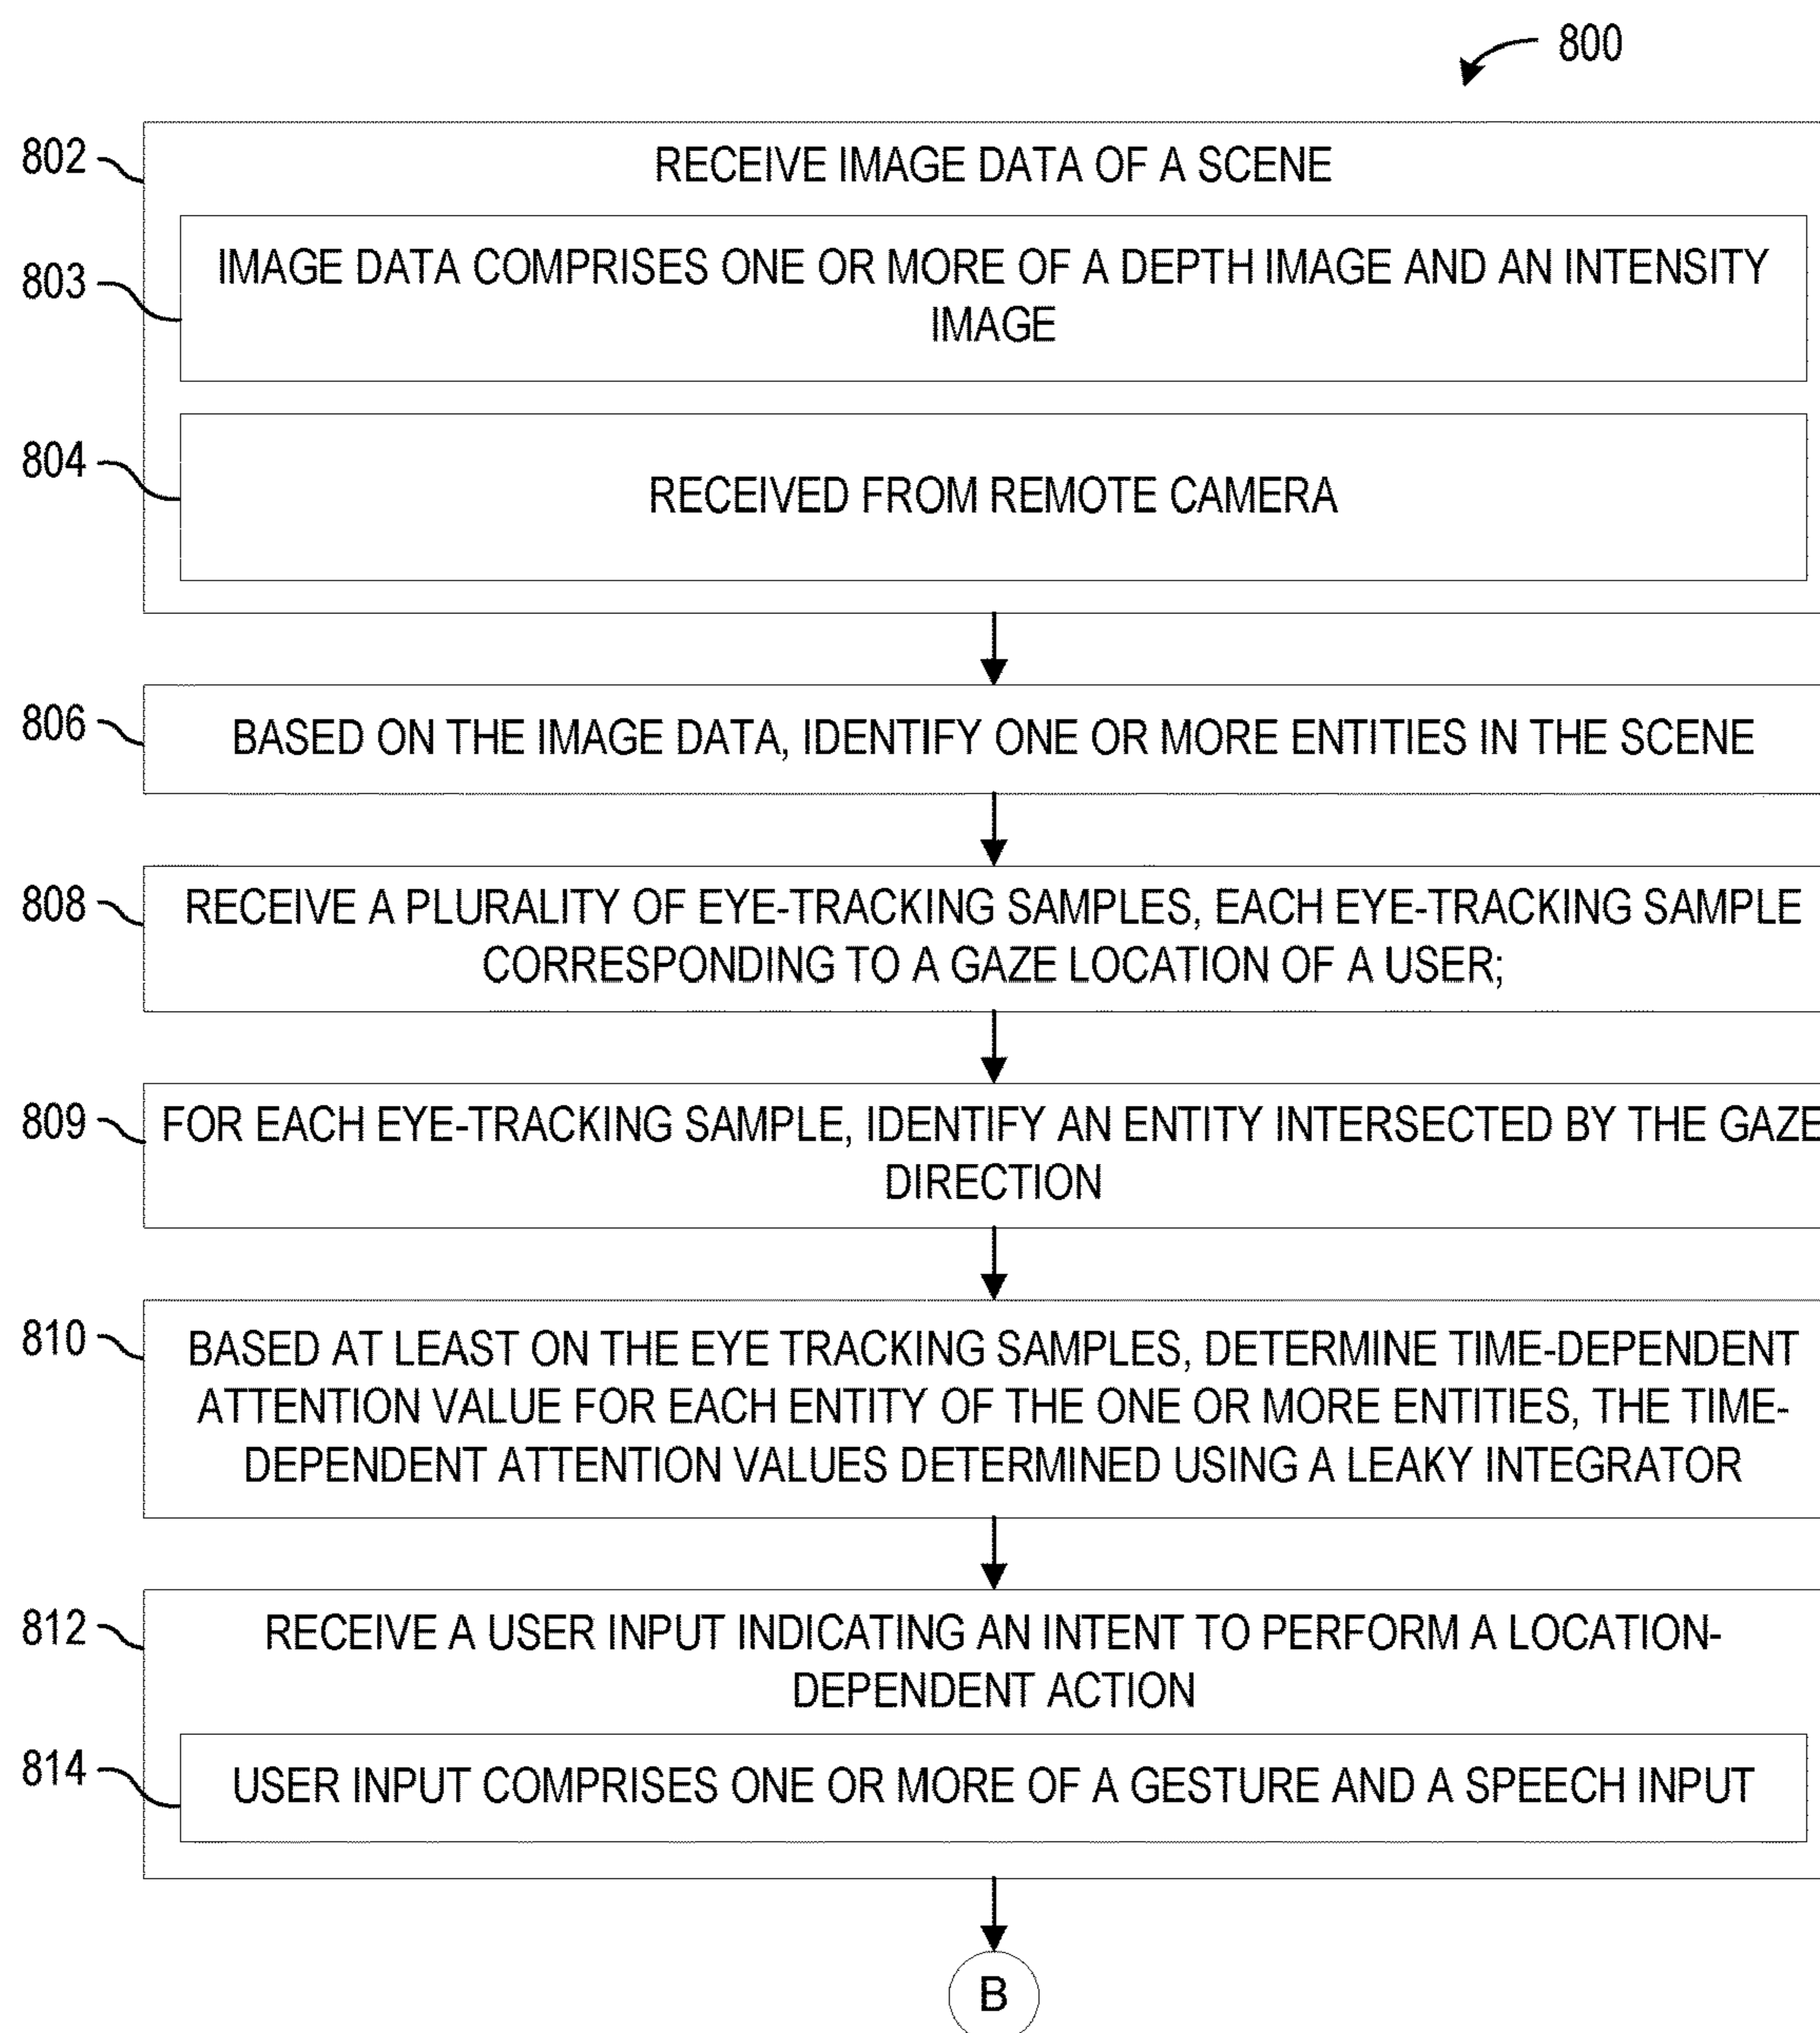 800
802
RECEIVE IMAGE DATA OF A SCENE
803
IMAGE DATA COMPRISES ONE OR MORE OF A DEPTH IMAGE AND AN INTENSITY
IMAGE
804
RECEIVED FROM REMOTE CAMERA
806
BASED ON THE IMAGE DATA, IDENTIFY ONE OR MORE ENTITIES IN THE SCENE
808
RECEIVE A PLURALITY OF EYE-TRACKING SAMPLES, EACH EYE-TRACKING SAMPLE
CORRESPONDING TO A GAZE LOCATION OF A USER;
809
FOR EACH EYE-TRACKING SAMPLE, IDENTIFY AN ENTITY INTERSECTED BY THE GAZE
DIRECTION
810
BASED AT LEAST ON THE EYE TRACKING SAMPLES, DETERMINE TIME-DEPENDENT
ATTENTION VALUE FOR EACH ENTITY OF THE ONE OR MORE ENTITIES, THE TIME-
DEPENDENT ATTENTION VALUES DETERMINED USING A LEAKY INTEGRATOR
812
RECEIVE A USER INPUT INDICATING AN INTENT TO PERFORM A LOCATION-
DEPENDENT ACTION
814
USER INPUT COMPRISES ONE OR MORE OF A GESTURE AND A SPEECH INPUT
B